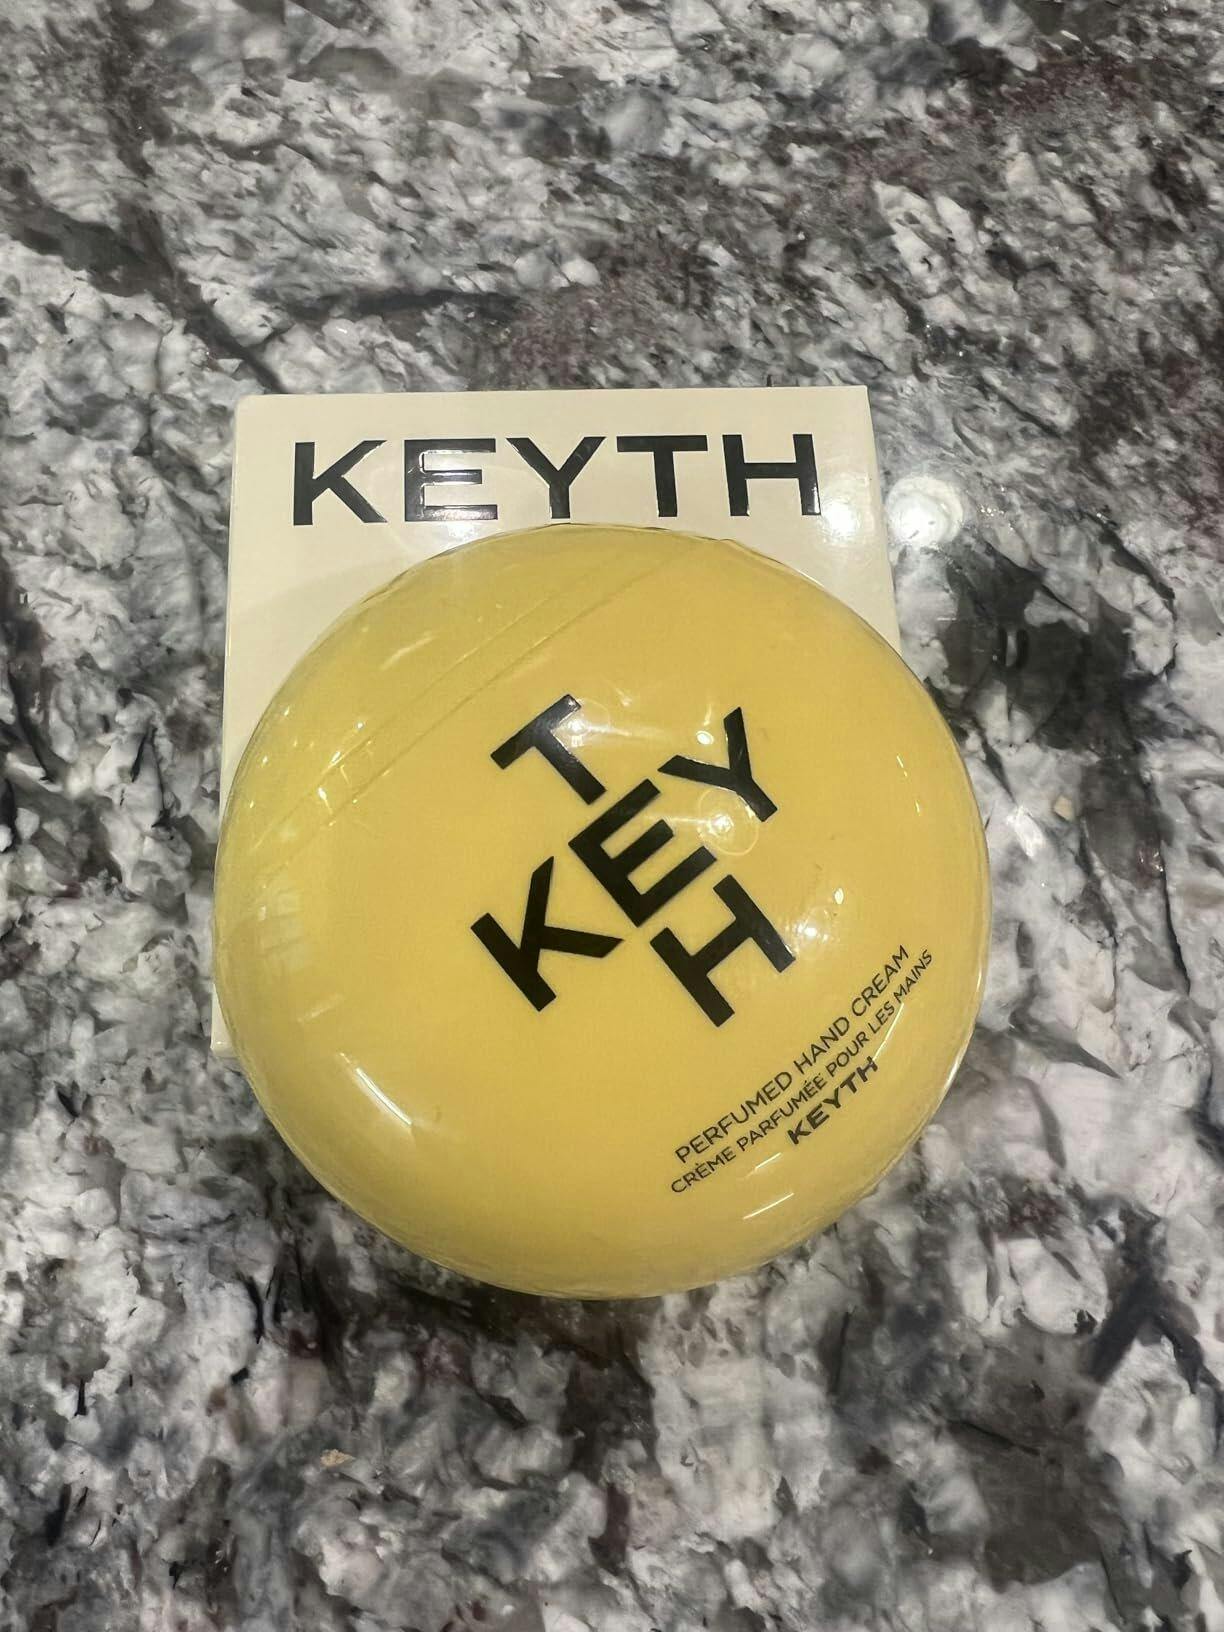 KEYTH
T
KEY
H
PERFUMED HAND CREAM
CRÈME PARFUMÉE POUR LES MAINS
KEYTH